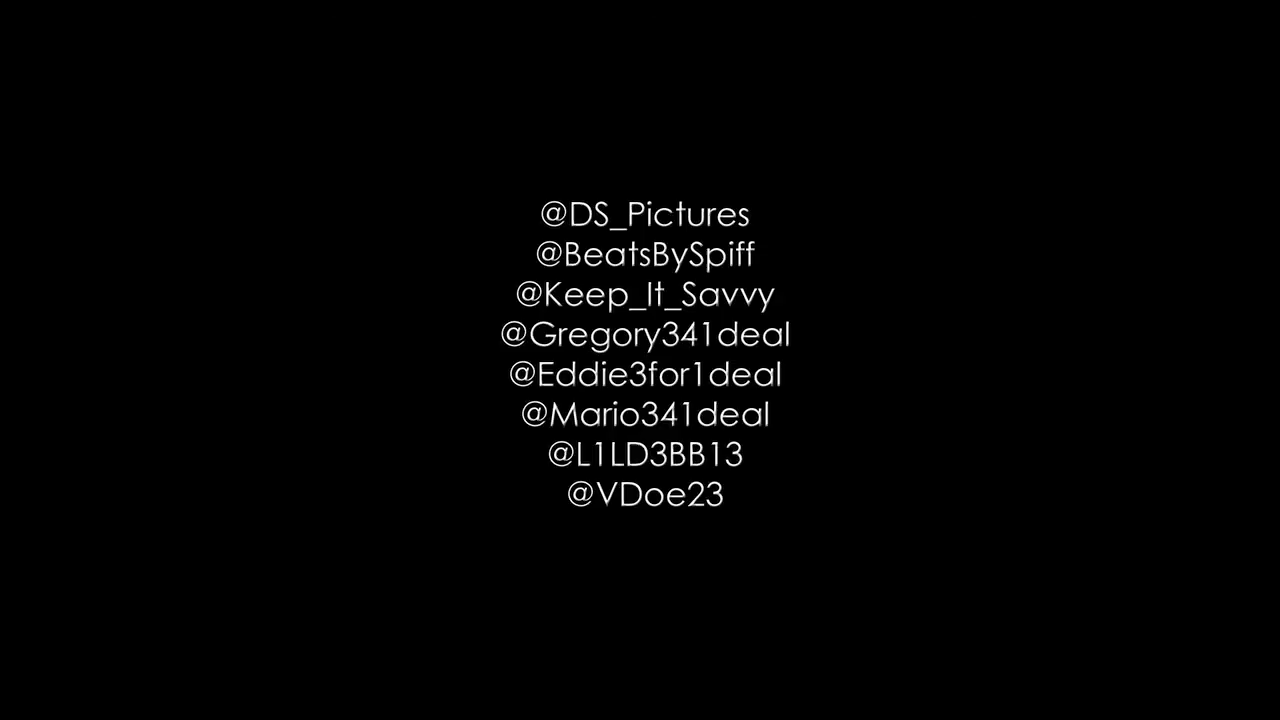 @DS_Pictures
@BeatsBySpiff
@Keep_It_Savvy
@Gregory341deal
@Eddie3for1deal
@Mario341deal
@L1LD3BB13
@VDoe23